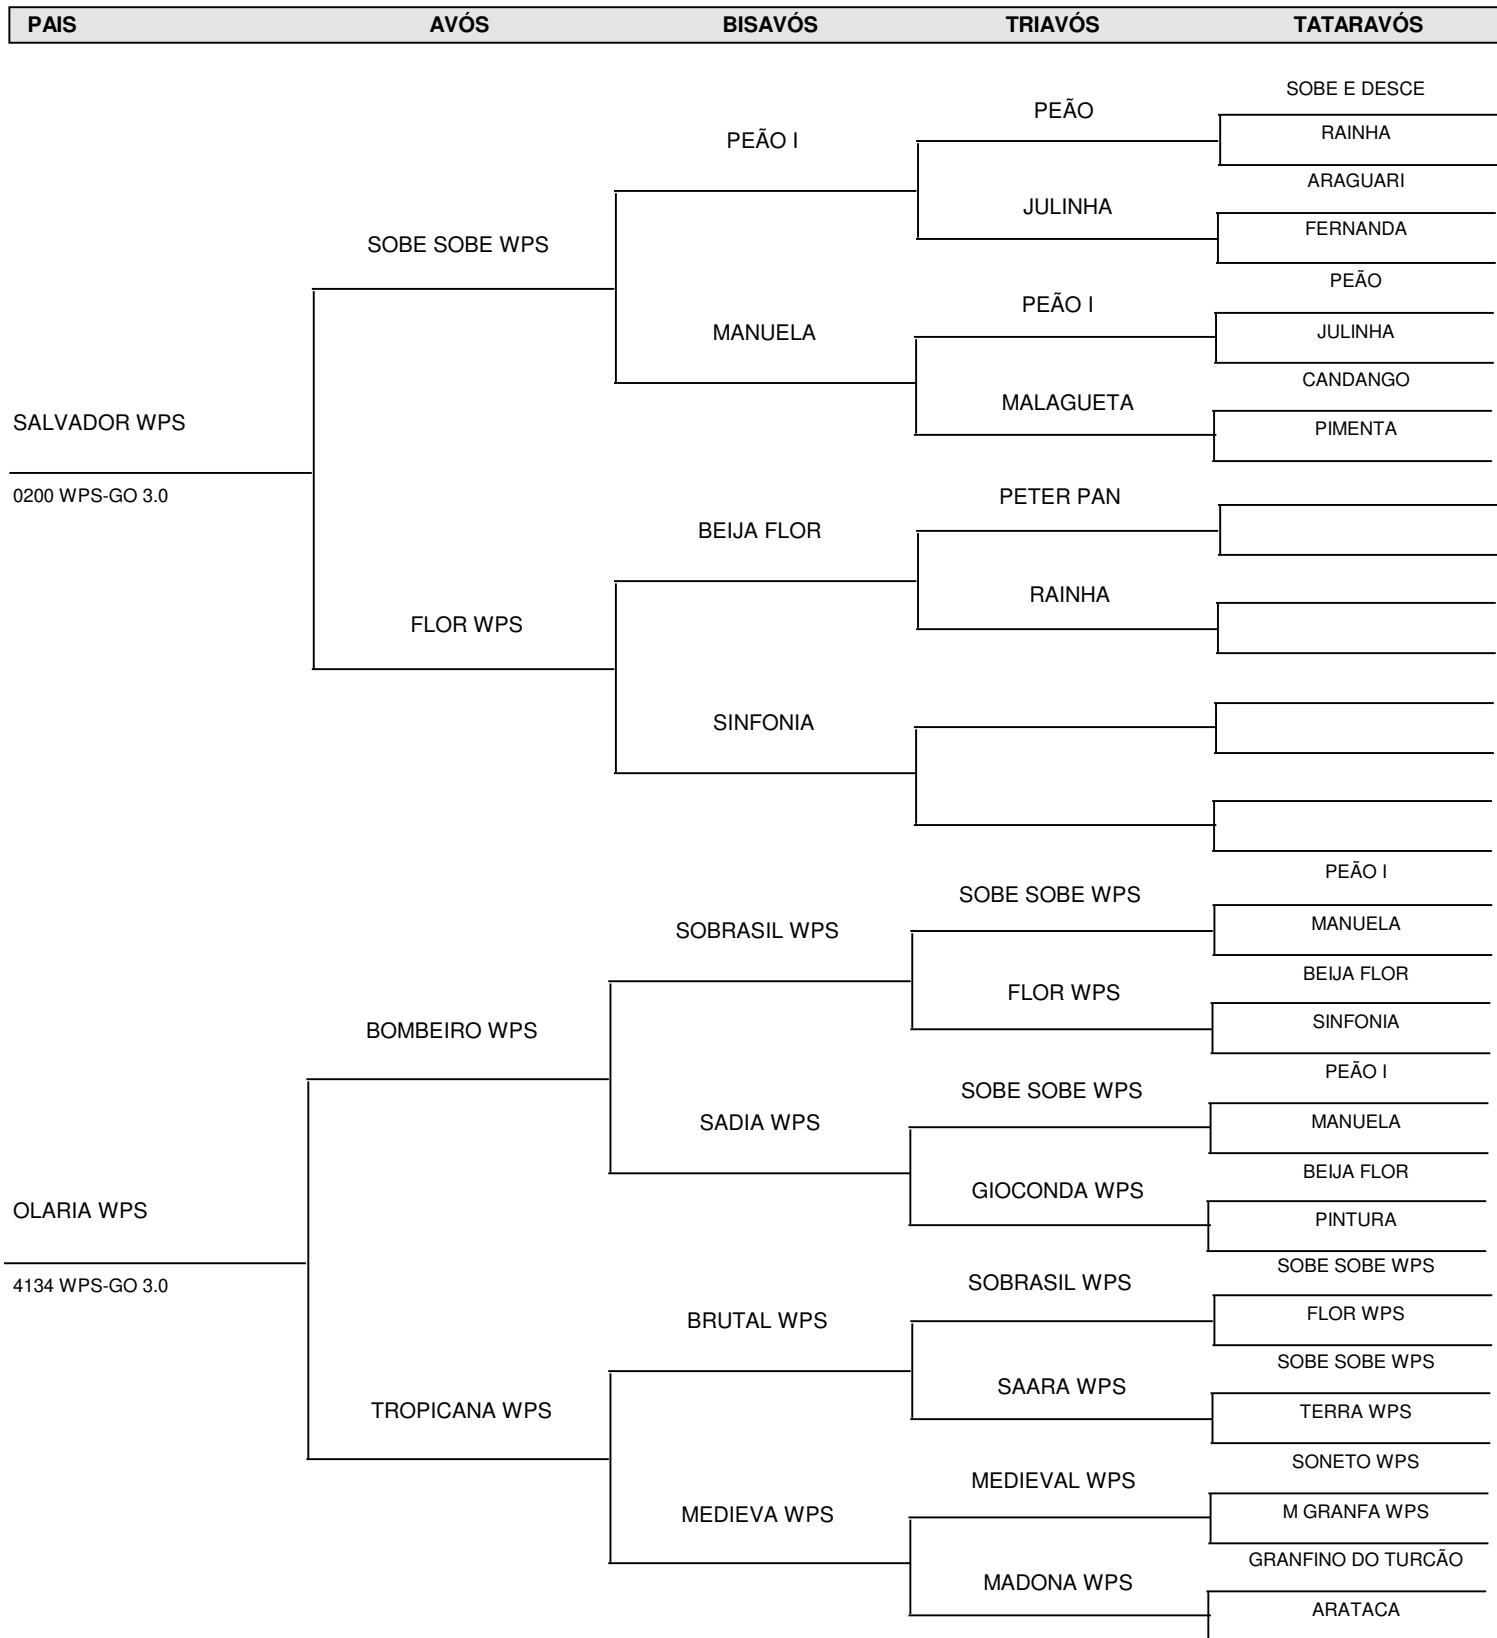 PAIS AVÓS BISAVÓS TRIAVÓS TATARAVÓS
SOBE E DESCE
PEÃO
RAINHA
PEÃO I
ARAGUARI
JULINHA
FERNANDA
SOBE SOBE WPS
PEÃO
PEÃO I
JULINHA
MANUELA
CANDANGO
MALAGUETA
PIMENTA
SALVADOR WPS
0200 WPS-GO 3.0
PETER PAN
BEIJA FLOR
RAINHA
FLOR WPS
SINFONIA
PEÃO I
SOBE SOBE WPS
MANUELA
SOBRASIL WPS
BEIJA FLOR
FLOR WPS
SINFONIA
BOMBEIRO WPS
PEÃO I
SOBE SOBE WPS
MANUELA
SADIA WPS
BEIJA FLOR
GIOCONDA WPS
PINTURA
OLARIA WPS
4134 WPS-GO 3.0
SOBE SOBE WPS
SOBRASIL WPS
FLOR WPS
BRUTAL WPS
SOBE SOBE WPS
SAARA WPS
TERRA WPS
TROPICANA WPS
SONETO WPS
MEDIEVAL WPS
M GRANFA WPS
MEDIEVA WPS
GRANFINO DO TURCÃO
MADONA WPS
ARATACA